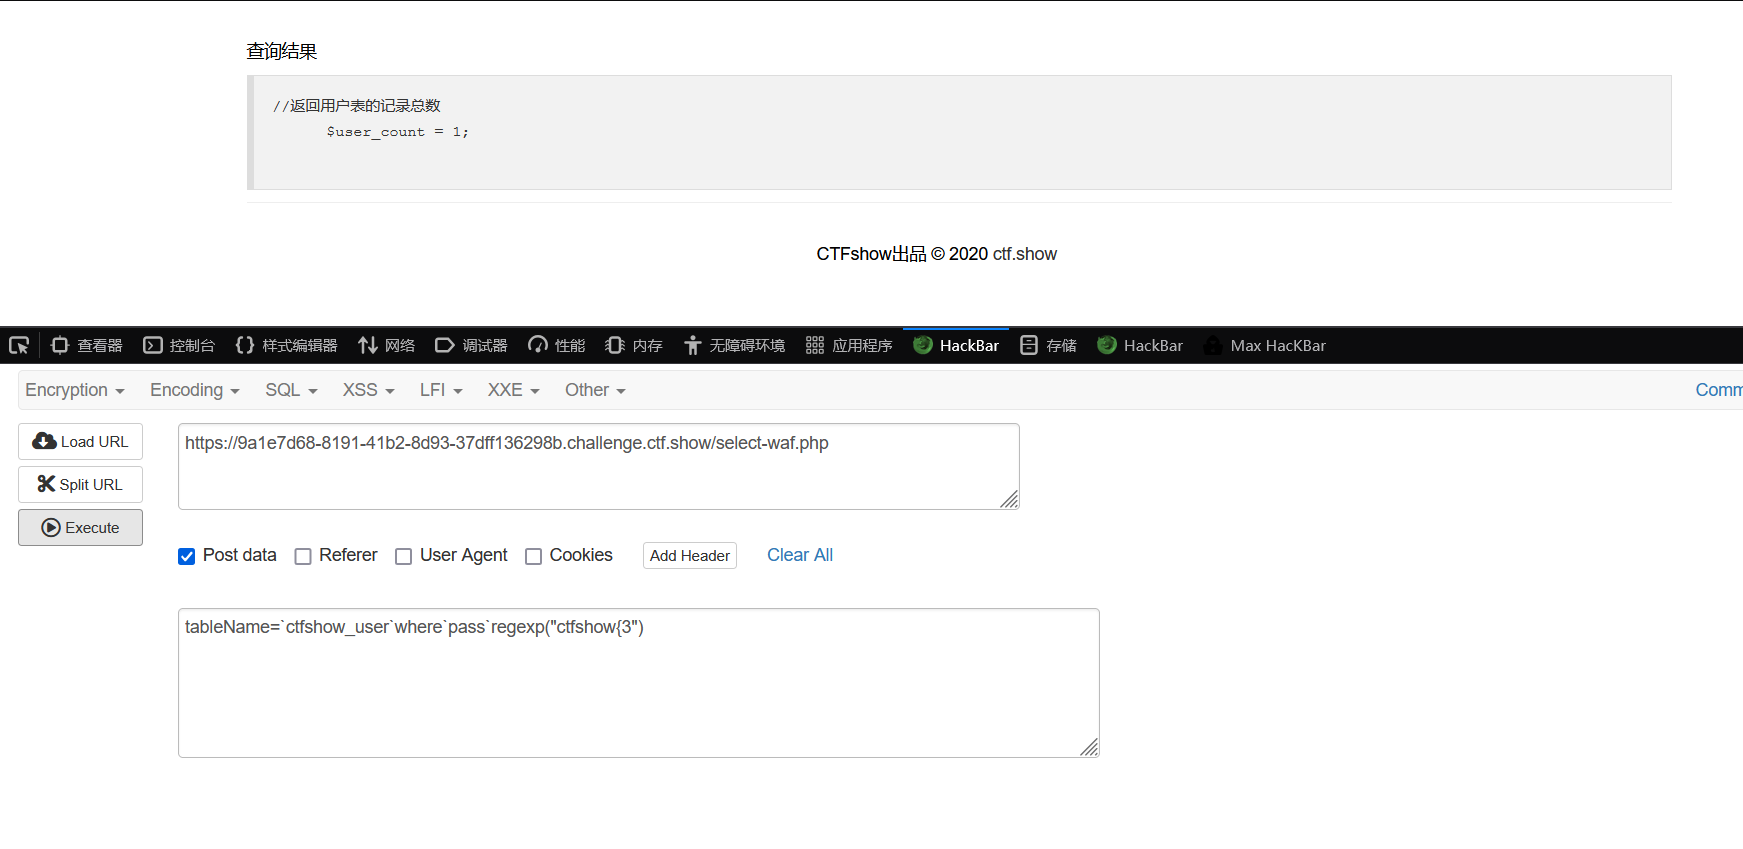 查询结果
//返回用户表的记录总数
$user_count = 1;
CTFshow出品 © 2020 ctf.show
查看器 控制台 样式编辑器 网络 调试器 性能 内存 无障碍环境 应用程序 HackBar 存储 HackBar Max HacKBar
Encryption Encoding SQL XSS LFI XXE Other Comm
Load URL
https://9a1e7d68-8191-41b2-8d93-37dff136298b.challenge.ctf.show/select-waf.php
Split URL
Execute
Post data Referer User Agent Cookies Add Header Clear All
tableName=`ctfshow_user`where`pass`regexp("ctfshow{3")